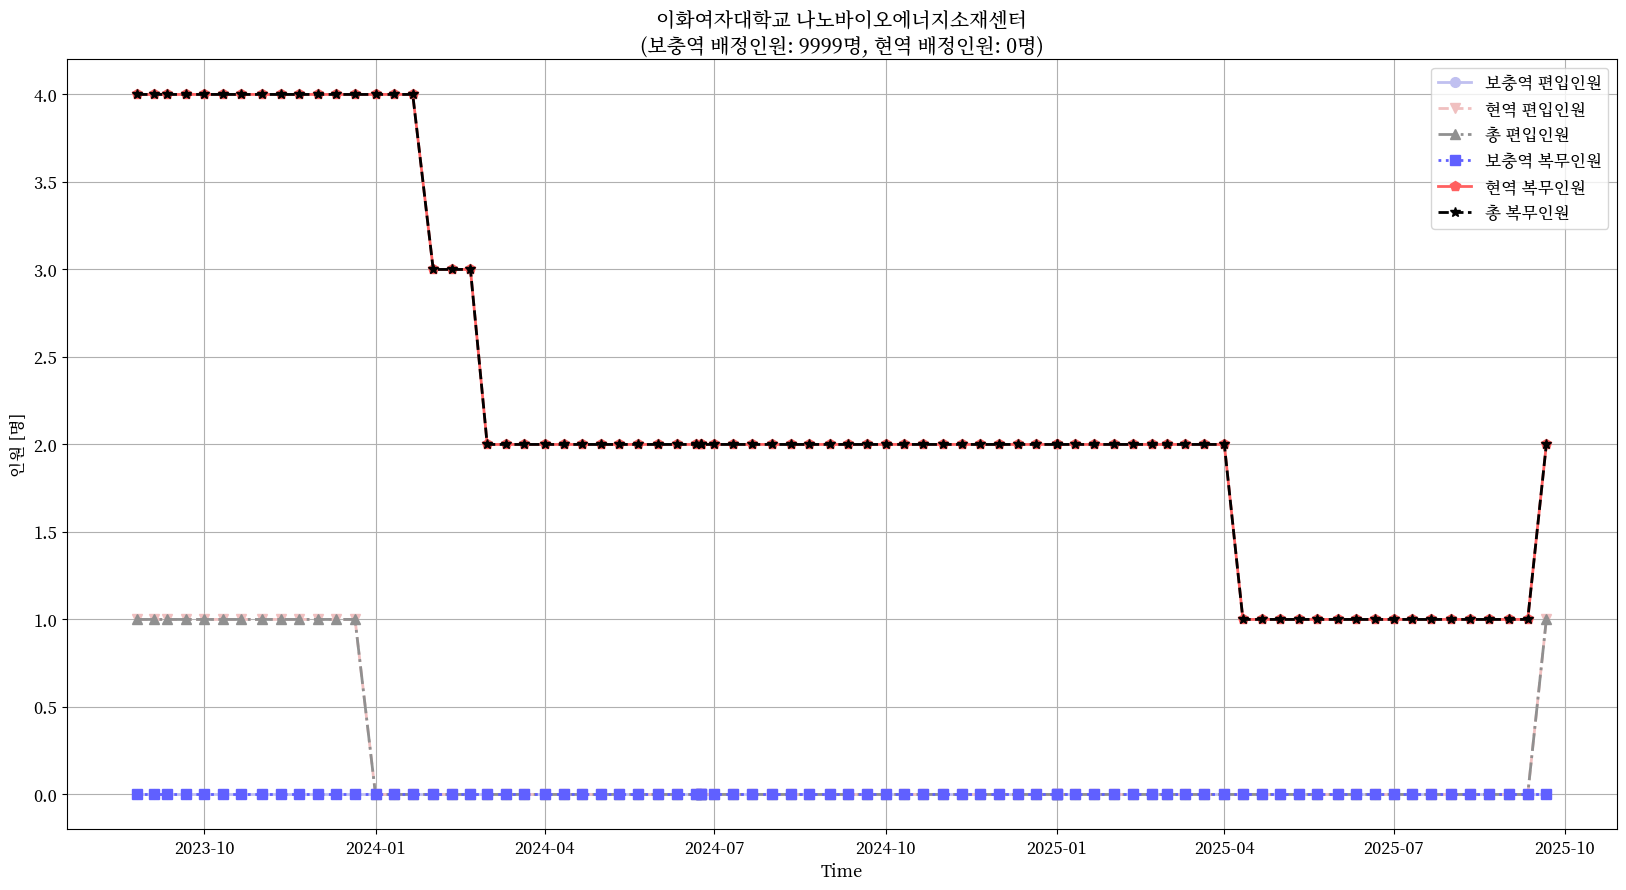 이화여자대학교 나노바이오에너지소재센터
(보충역 배정인원: 9999명, 현역 배정인원: 0명)
보충역 편입인원
현역 편입인원
총 편입인원
보충역 복무인원
현역 복무인원
총 복무인원
인원 [명]
4.0
3.5
3.0
2.5
2.0
1.5
1.0
0.5
0.0
2023-10
2024-01
2024-04
2024-07
2024-10
2025-01
2025-04
2025-07
2025-10
Time